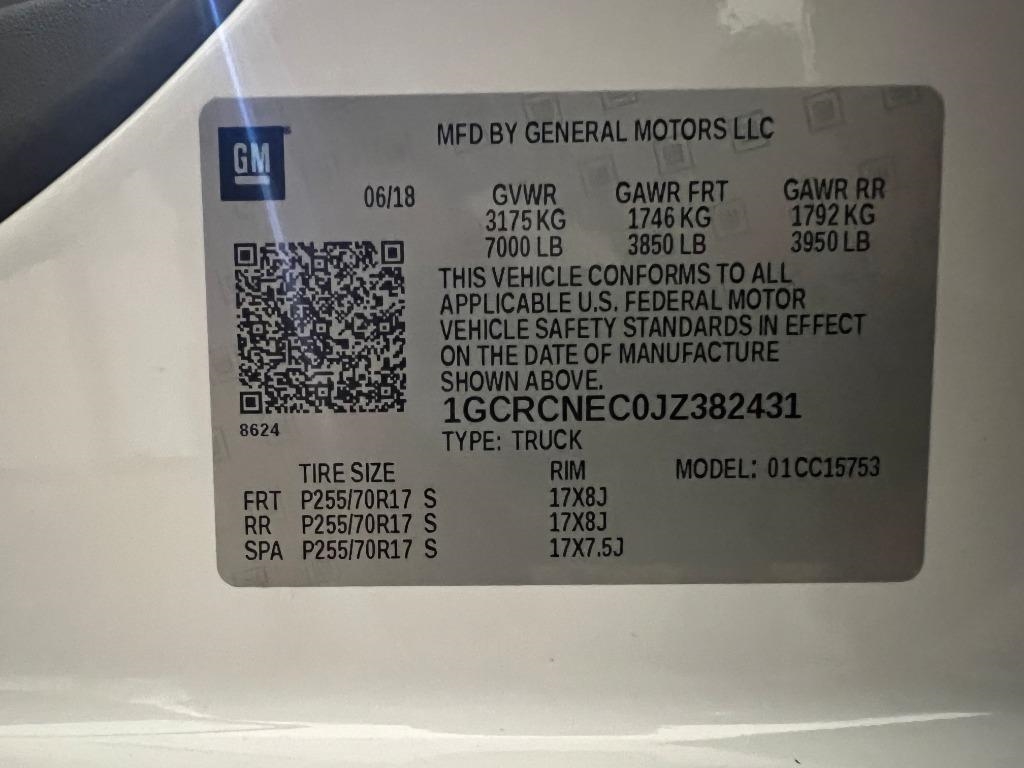 GM
MFD BY GENERAL MOTORS LLC
06/18 GVWR GAWR FRT GAWR RR
3175 KG 1746 KG 1792 KG
7000 LB 3850 LB 3950 LB
THIS VEHICLE CONFORMS TO ALL
APPLICABLE U.S. FEDERAL MOTOR
VEHICLE SAFETY STANDARDS IN EFFECT
ON THE DATE OF MANUFACTURE
SHOWN ABOVE.
1GCRCNEC0JZ382431
8624
TYPE: TRUCK
TIRE SIZE RIM MODEL: 01CC15753
FRT P255/70R17 S 17X8J
RR P255/70R17 S 17X8J
SPA P255/70R17 S 17X7.5J